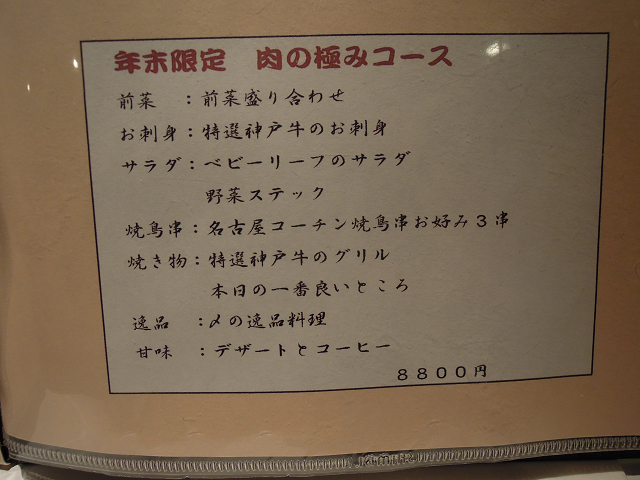 年末限定　肉の極みコース
前菜　：前菜盛り合わせ
お刺身：特選神戸牛のお刺身
サラダ：ベビーリーフのサラダ
野菜スティック
焼鳥串：名古屋コーチン焼鳥串お好み３串
焼き物：特選神戸牛のグリル
本日の一番良いところ
逸品　：〆の逸品料理
甘味　：デザートとコーヒー
８８００円